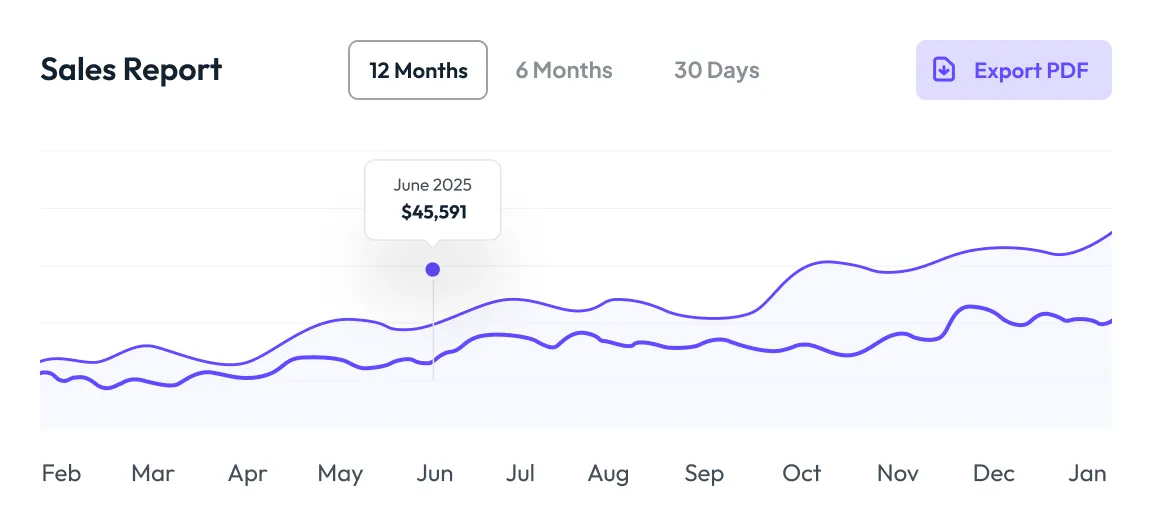 Sales Report
12 Months
6 Months
30 Days
Export PDF
June 2025
$45,591
Feb Mar Apr May Jun Jul Aug Sep Oct Nov Dec Jan